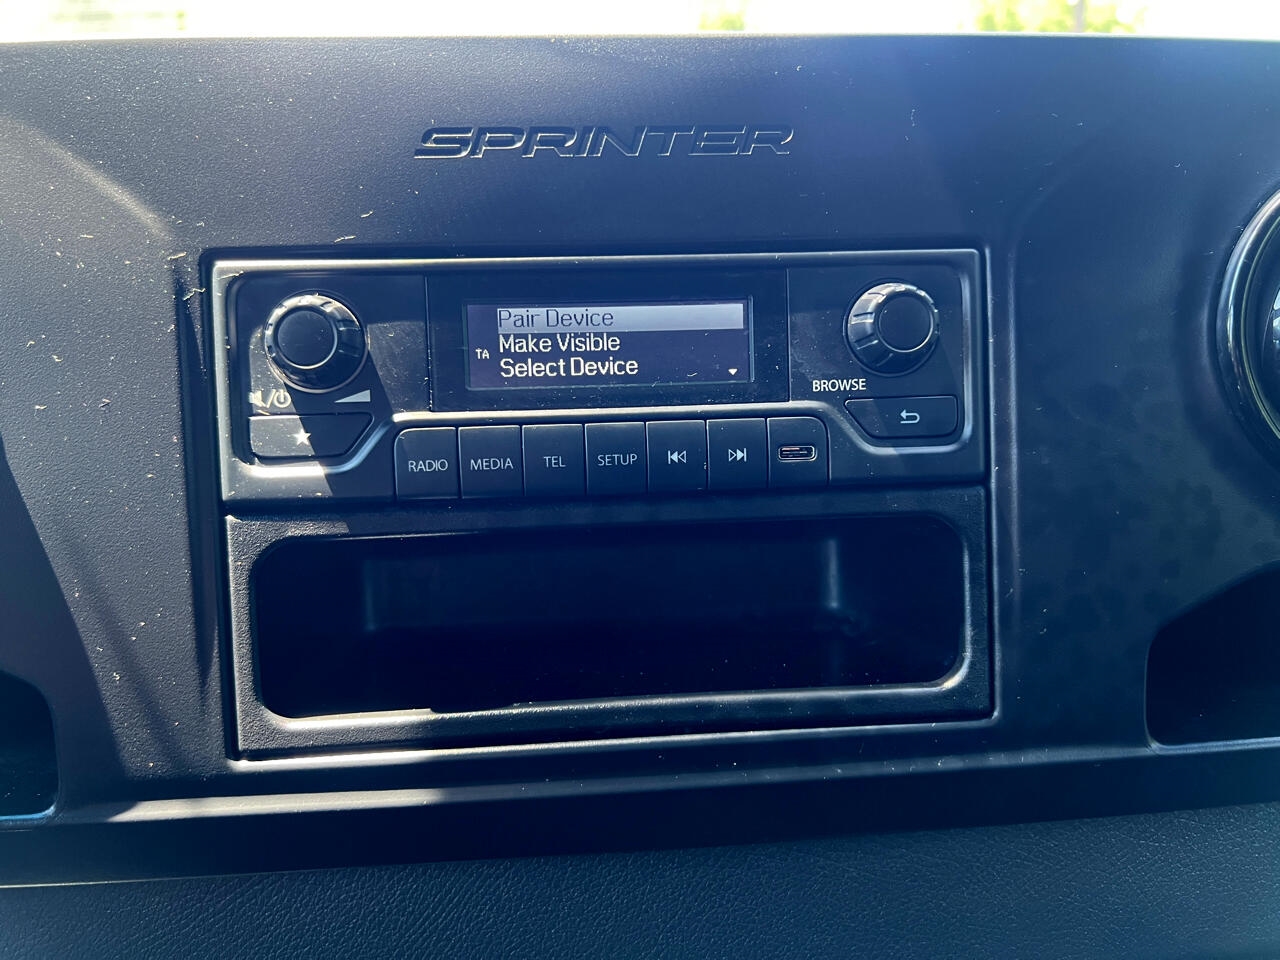 SPRINTER
Pair Device
Make Visible
TA
Select Device
BROWSE
RADIO
MEDIA
TEL
SETUP